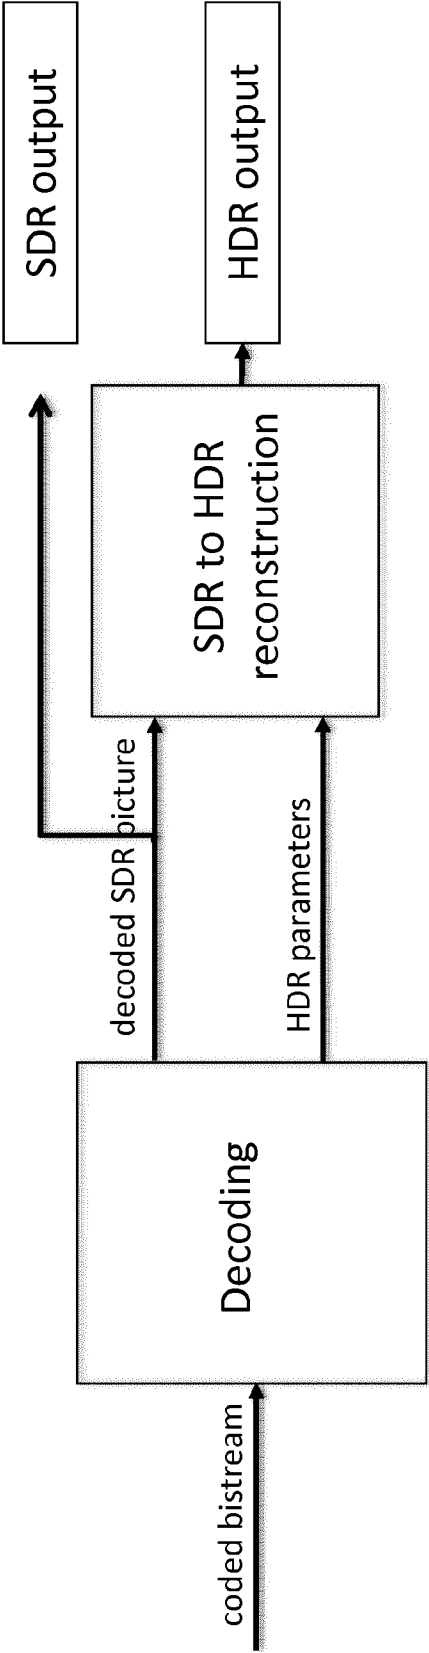 coded bistream
Decoding
decoded SDR picture
HDR parameters
SDR to HDR
reconstruction
SDR output
HDR output